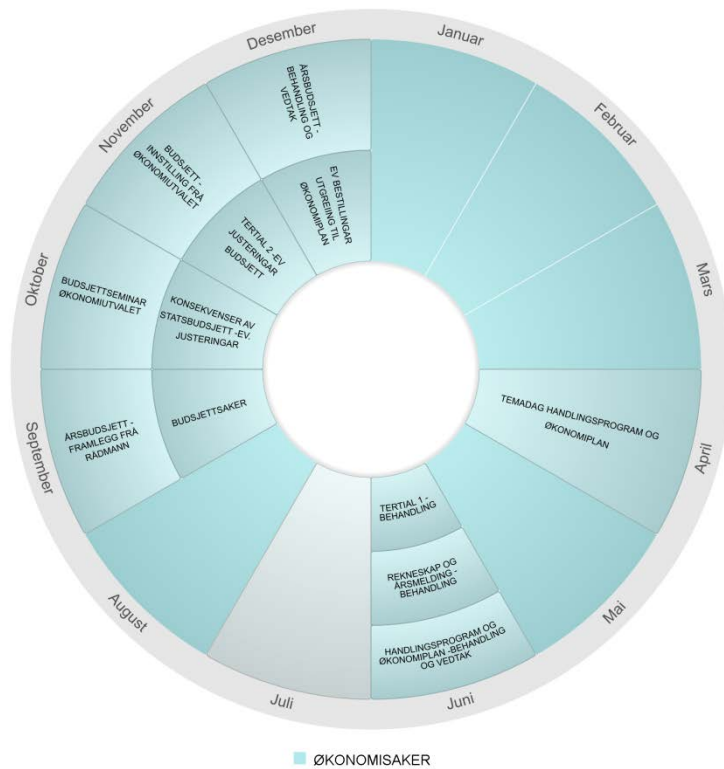 Januar
Februar
Mars
April
TEMADAG HANDLINGSPROGRAM OG
ØKONOMIPLAN
Mai
Juni
TERTIAL 1 -
BEHANDLING
REKNESKAP OG
ÅRSMELDING -
BEHANDLING
HANDLINGSPROGRAM OG
ØKONOMIPLAN -BEHANDLING
OG VEDTAK
Juli
August
September
BUDSJETTSAKER
ÅRSBUDSJETT -
FRAMLEGG FRÅ
RÅDMANN
Oktober
KONSEKVENSER AV
STATSBUDSJETT -EV.
JUSTERINGAR
BUDSJETTSEMINAR
ØKONOMIUTVALET
November
TERTIAL 2 -EV
JUSTERINGAR
BUDSJETT
BUDSJETT -
INNSTILLING FRÅ
ØKONOMIUTVALET
Desember
EV BESTILLINGAR
UTGREIING TIL
ØKONOMIPLAN
ÅRSBUDSJETT -
BEHANDLING OG
VEDTAK
ØKONOMISAKER